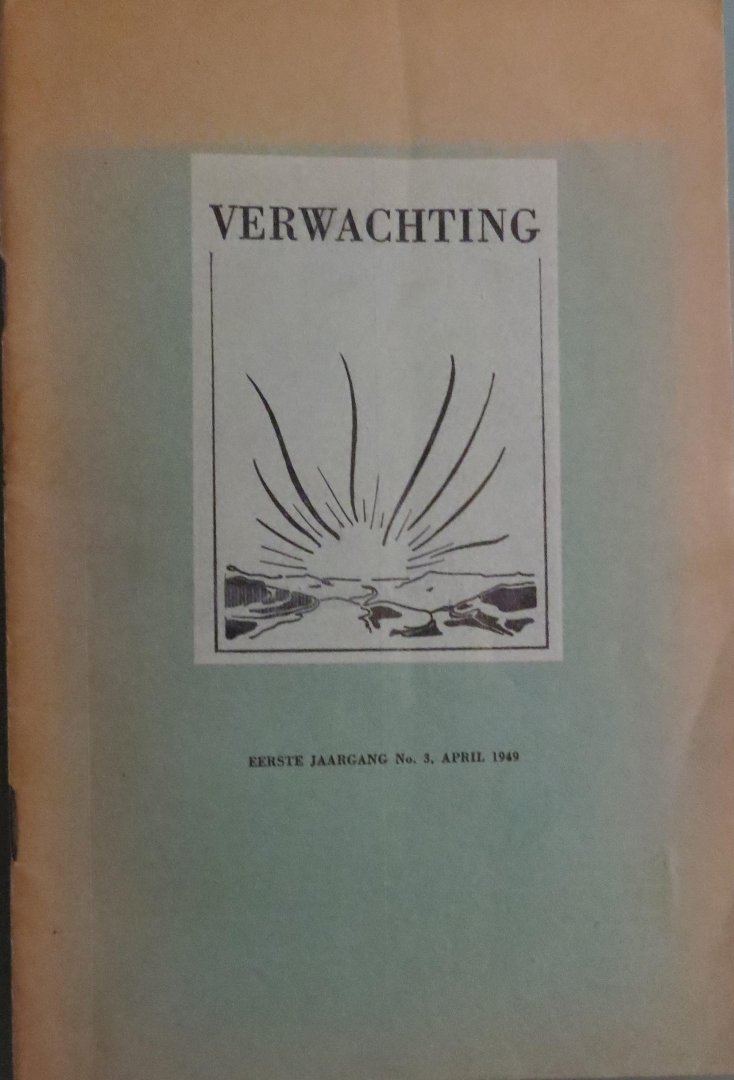 VERWACHTING
EERSTE JAARGANG No. 3, APRIL 1949